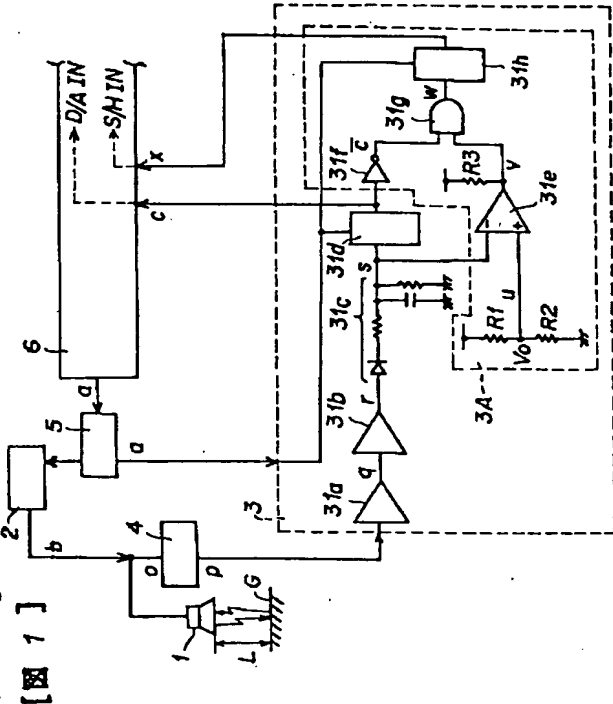 [図 1]
2
b
5
a
a
6
D/A IN
S/H IN
c
x
1
L
G
o
4
p
3
31a
q
31b
r
31c
s
31d
31f
c̄
31g
w
31h
R3
v
31e
-
+
u
R1
Vo
R2
3A